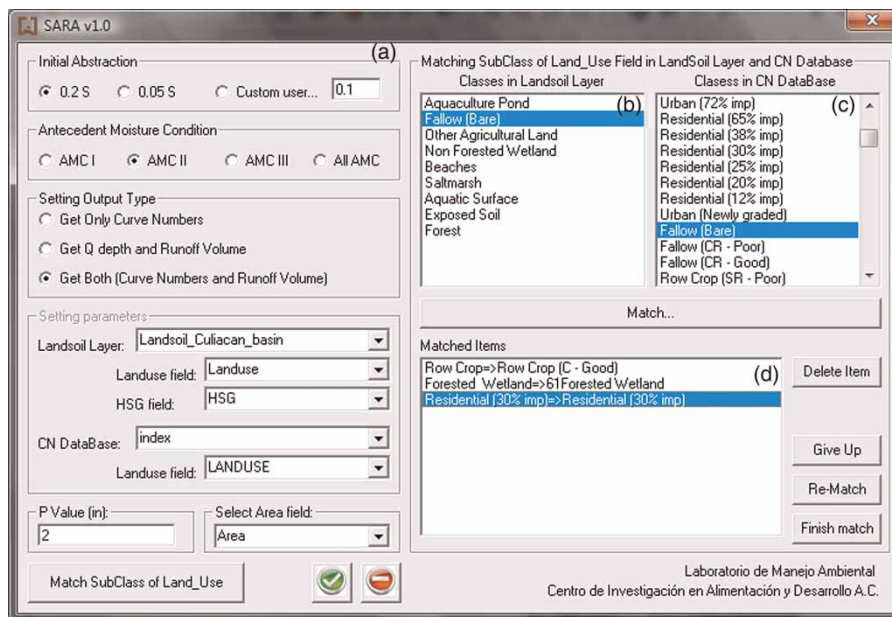 SARA v1.0
Initial Abstraction
(a)
0.2 S
0.05 S
Custom user...
0.1
Antecedent Moisture Condition
AMC I
AMC II
AMC III
All AMC
Setting Output Type
Get Only Curve Numbers
Get Q depth and Runoff Volume
Get Both (Curve Numbers and Runoff Volume)
Setting parameters
Landsoil Layer:
Landsoil_Culiacan_basin
Landuse field:
Landuse
HSG field:
HSG
CN DataBase:
index
Landuse field:
LANDUSE
P Value (in):
2
Select Area field:
Area
Match SubClass of Land_Use
Matching SubClass of Land_Use Field in LandSoil Layer and CN Database
Classes in Landsoil Layer
(b)
Aquaculture Pond
Fallow (Bare)
Other Agricultural Land
Non Forested Wetland
Beaches
Saltmarsh
Aquatic Surface
Exposed Soil
Forest
Clasess in CN DataBase
(c)
Urban (72% imp)
Residential (65% imp)
Residential (38% imp)
Residential (30% imp)
Residential (25% imp)
Residential (20% imp)
Residential (12% imp)
Urban (Newly graded)
Fallow (Bare)
Fallow (CR - Poor)
Fallow (CR - Good)
Row Crop (SR - Poor)
Match...
Matched Items
Row Crop=>Row Crop (C - Good)
(d)
Forested Wetland=>61Forested Wetland
Residential (30% imp)=>Residential (30% imp)
Delete Item
Give Up
Re-Match
Finish match
Laboratorio de Manejo Ambiental
Centro de Investigación en Alimentación y Desarrollo A.C.